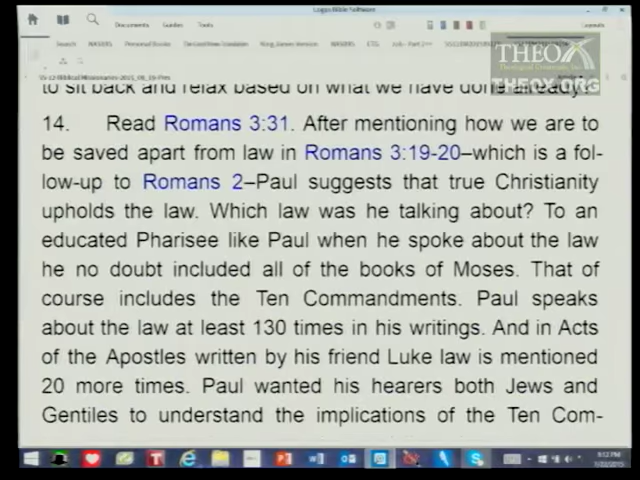 Logos Bible Software
Documents Guides Tools
Layouts
Search
THEOX
THEOX.ORG
to sit back and relax based on what we have done already?
14. Read Romans 3:31. After mentioning how we are to
be saved apart from law in Romans 3:19-20–which is a fol-
low-up to Romans 2–Paul suggests that true Christianity
upholds the law. Which law was he talking about? To an
educated Pharisee like Paul when he spoke about the law
he no doubt included all of the books of Moses. That of
course includes the Ten Commandments. Paul speaks
about the law at least 130 times in his writings. And in Acts
of the Apostles written by his friend Luke law is mentioned
20 more times. Paul wanted his hearers both Jews and
Gentiles to understand the implications of the Ten Com-